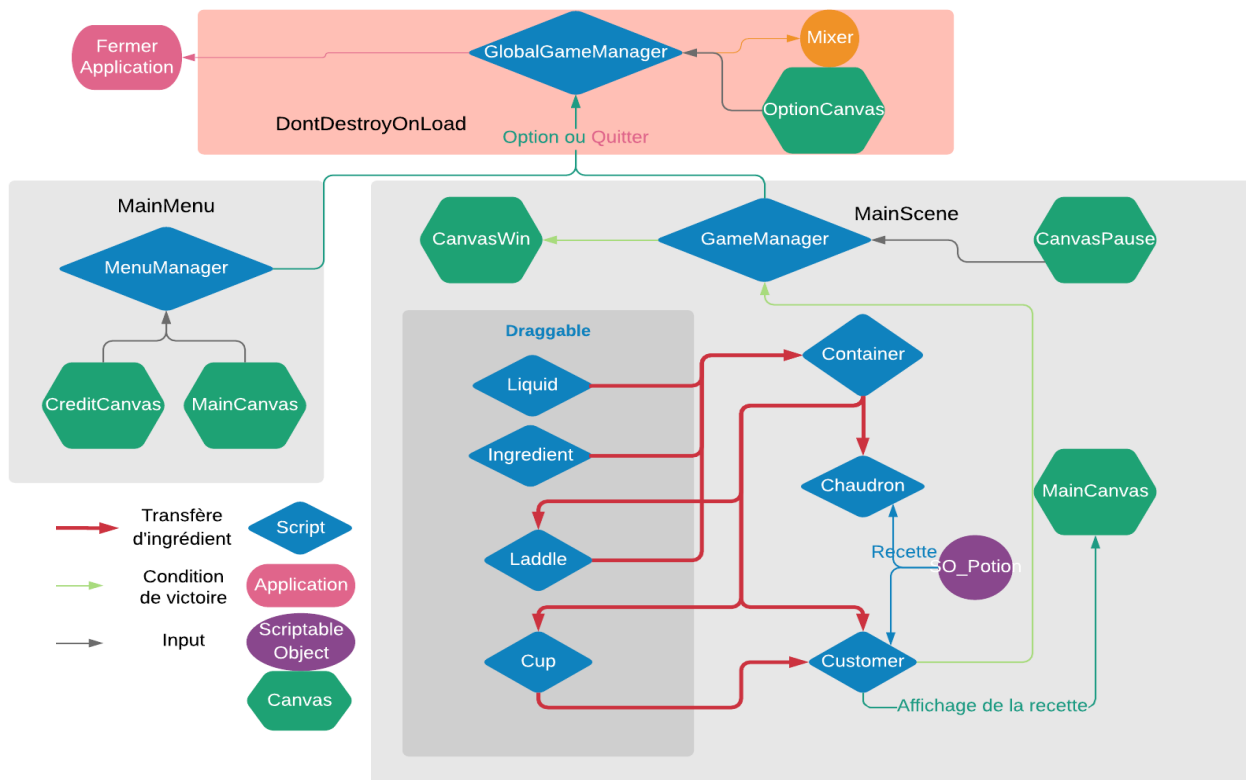 Fermer
Application
GlobalGameManager
Mixer
OptionCanvas
DontDestroyOnLoad
Option ou Quitter
MainMenu
MenuManager
CreditCanvas
MainCanvas
CanvasWin
GameManager
MainScene
CanvasPause
Draggable
Liquid
Container
Ingredient
Chaudron
MainCanvas
Laddle
Recette
SO_Potion
Cup
Customer
Affichage de la recette
Transfère
d'ingrédient
Script
Condition
de victoire
Application
Input
Scriptable
Object
Canvas